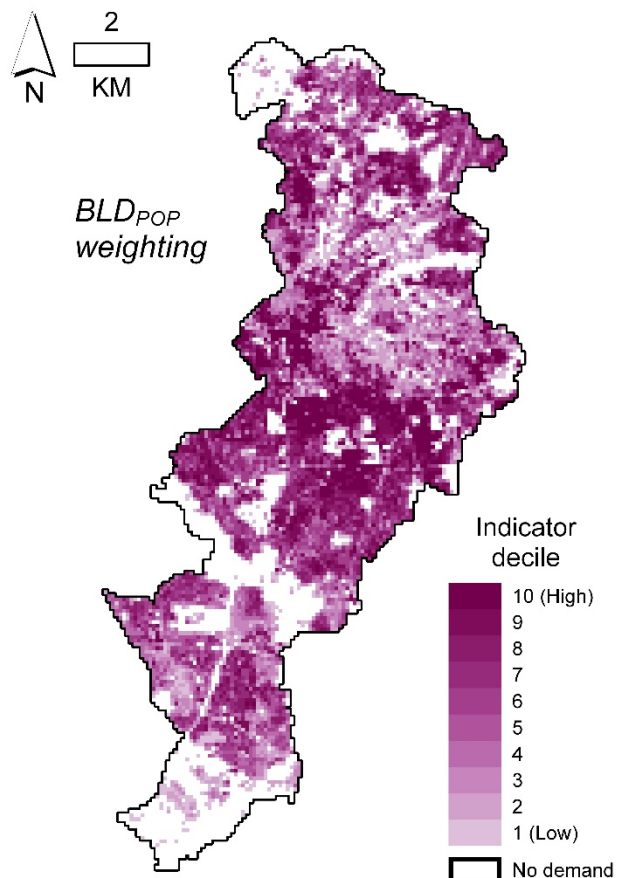 2
KM
N
BLDPOP
weighting
Indicator
decile
10 (High)
9
8
7
6
5
4
3
2
1 (Low)
No demand